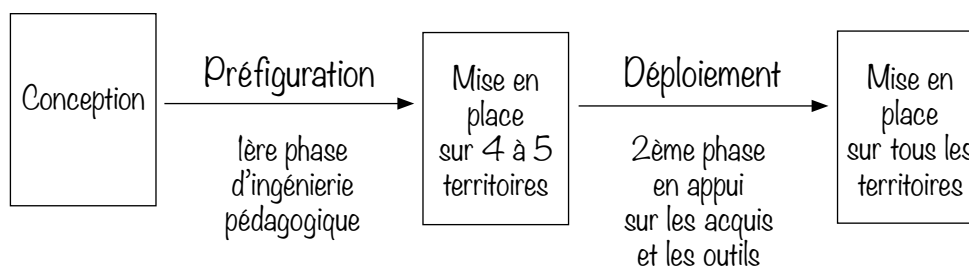 Conception
Préfiguration
1ère phase
d'ingénierie
pédagogique
Mise en
place
sur 4 à 5
territoires
Déploiement
2ème phase
en appui
sur les acquis
et les outils
Mise en
place
sur tous les
territoires